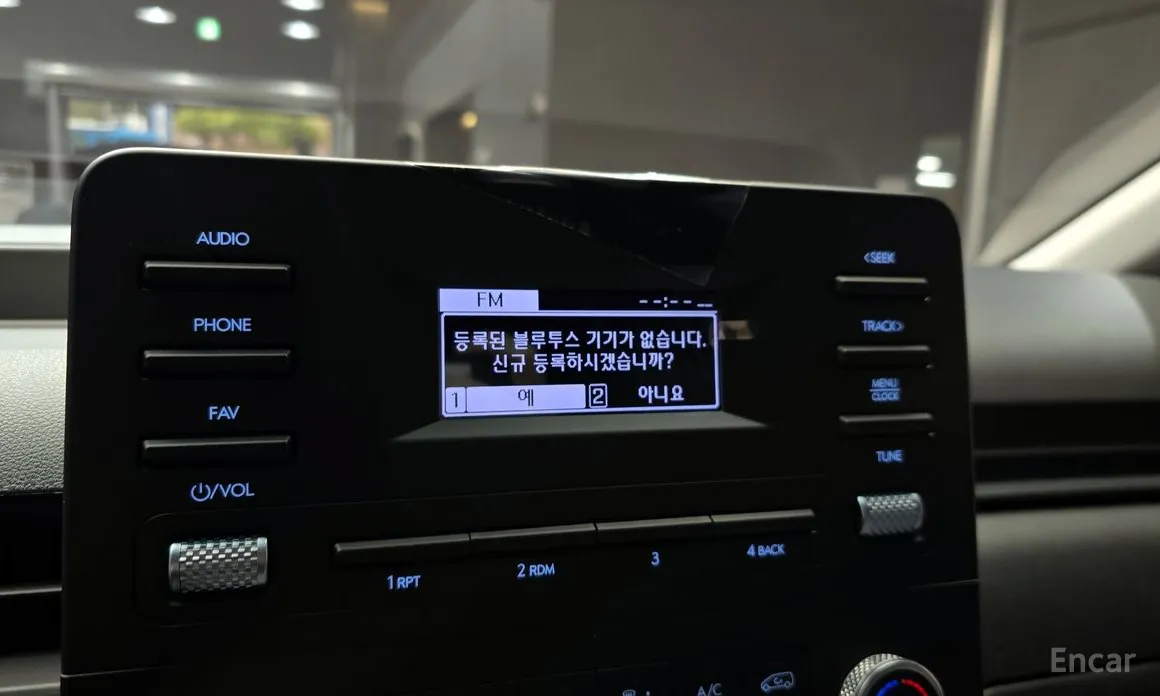 AUDIO
PHONE
FAV
⏻/VOL
FM
--:-- __
등록된 블루투스 기기가 없습니다.
신규 등록하시겠습니까?
1 예 2 아니요
<SEEK
TRACK>
MENU
CLOCK
TUNE
1 RPT
2 RDM
3
4 BACK
A/C
Encar